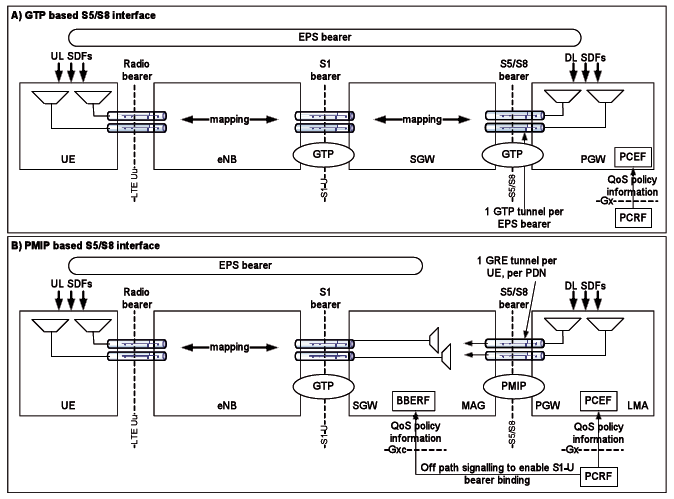 A) GTP based S5/S8 interface
EPS bearer
UL SDFs
Radio
bearer
S1
bearer
S5/S8
bearer
DL SDFs
mapping
mapping
UE
eNB
GTP
SGW
GTP
PGW
PCEF
LTE Uu
S1-U
S5/S8
QoS policy
information
Gx
PCRF
1 GTP tunnel per
EPS bearer
B) PMIP based S5/S8 interface
EPS bearer
1 GRE tunnel per
UE, per PDN
UL SDFs
Radio
bearer
S1
bearer
S5/S8
bearer
DL SDFs
mapping
GTP
PMIP
UE
eNB
SGW
BBERF
MAG
PGW
PCEF
LMA
LTE Uu
S1-U
QoS policy
information
Gxc
S5/S8
QoS policy
information
Gx
Off path signalling to enable S1-U
bearer binding
PCRF